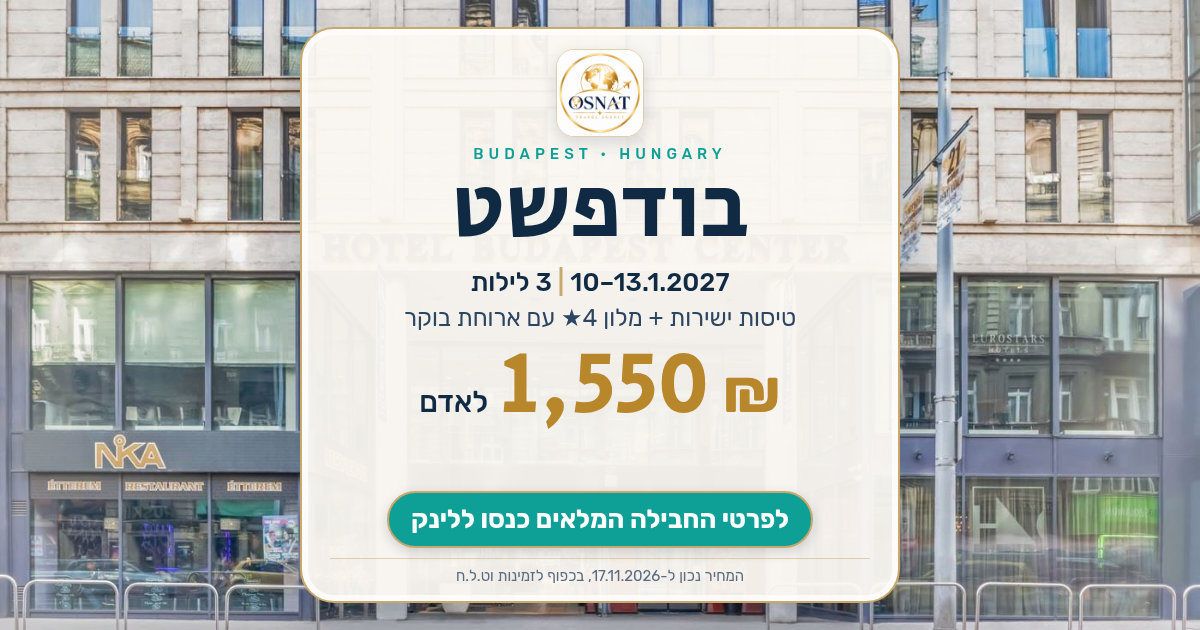 OSNAT
TRAVEL AGENCY
BUDAPEST • HUNGARY
בודפשט
HOTEL BUDAPEST CENTER
10–13.1.2027 | 3 לילות
טיסות ישירות + מלון 4★ עם ארוחת בוקר
₪ 1,550 לאדם
EUROSTARS
HOTELS
NIKA
ÉTTEREM RESTAURANT ÉTTEREM
לפרטי החבילה המלאים כנסו ללינק
המחיר נכון ל-17.11.2026, בכפוף לזמינות וט.ל.ח